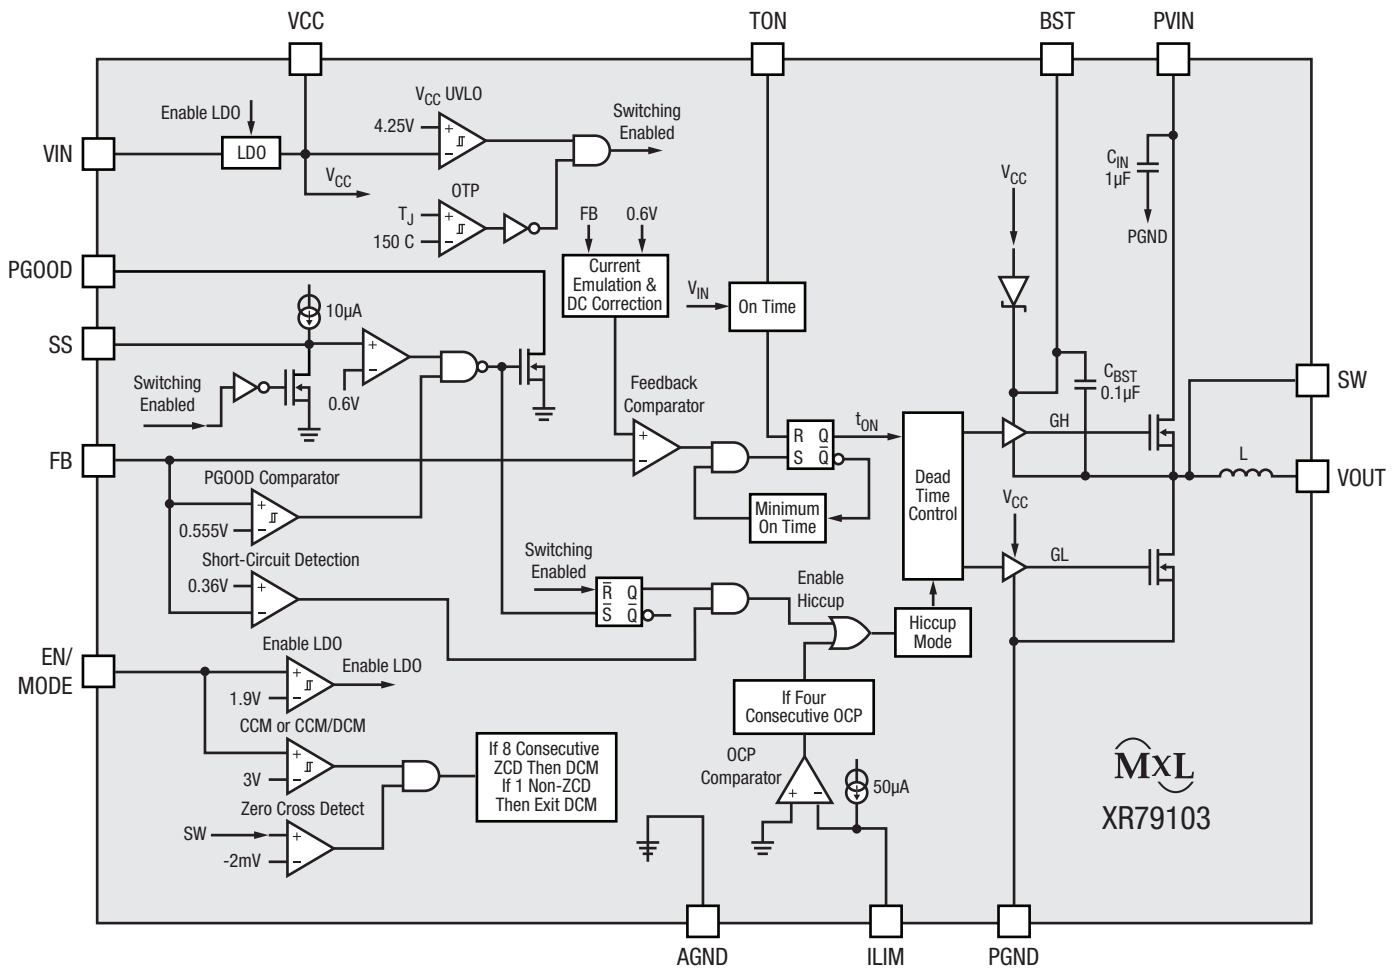 VCC
TON
BST
PVIN
VIN
Enable LDO
LDO
VCC
VCC UVLO
4.25V
+
−
Switching
Enabled
OTP
TJ
150 C
+
−
FB
0.6V
Current
Emulation &
DC Correction
VIN
On Time
VCC
CIN
1µF
PGND
PGOOD
10µA
SS
+
−
0.6V
Switching
Enabled
Feedback
Comparator
+
−
R Q
S Q̅
tON
Dead
Time
Control
CBST
0.1µF
GH
SW
FB
PGOOD Comparator
+
−
0.555V
Minimum
On Time
L
VOUT
VCC
GL
Short-Circuit Detection
0.36V
+
−
Switching
Enabled
R̅ Q
S̅ Q̅
Enable
Hiccup
Hiccup
Mode
EN/
MODE
Enable LDO
+
−
1.9V
Enable LDO
CCM or CCM/DCM
+
−
3V
Zero Cross Detect
SW
+
−
-2mV
If 8 Consecutive
ZCD Then DCM
If 1 Non-ZCD
Then Exit DCM
If Four
Consecutive OCP
OCP
Comparator
+ −
50µA
MxL
XR79103
AGND
ILIM
PGND